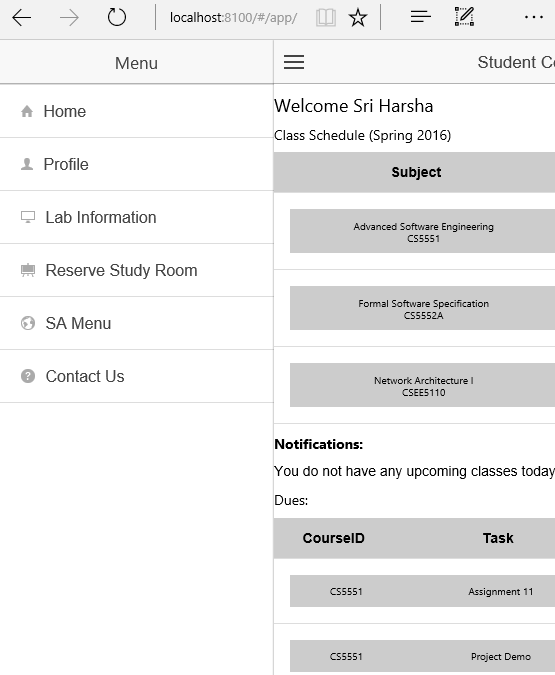 localhost:8100/#/app/
Menu
Home
Profile
Lab Information
Reserve Study Room
SA Menu
Contact Us
Student Ce
Welcome Sri Harsha
Class Schedule (Spring 2016)
Subject
Advanced Software Engineering
CS5551
Formal Software Specification
CS5552A
Network Architecture I
CSEE5110
Notifications:
You do not have any upcoming classes today
Dues:
CourseID Task
CS5551 Assignment 11
CS5551 Project Demo